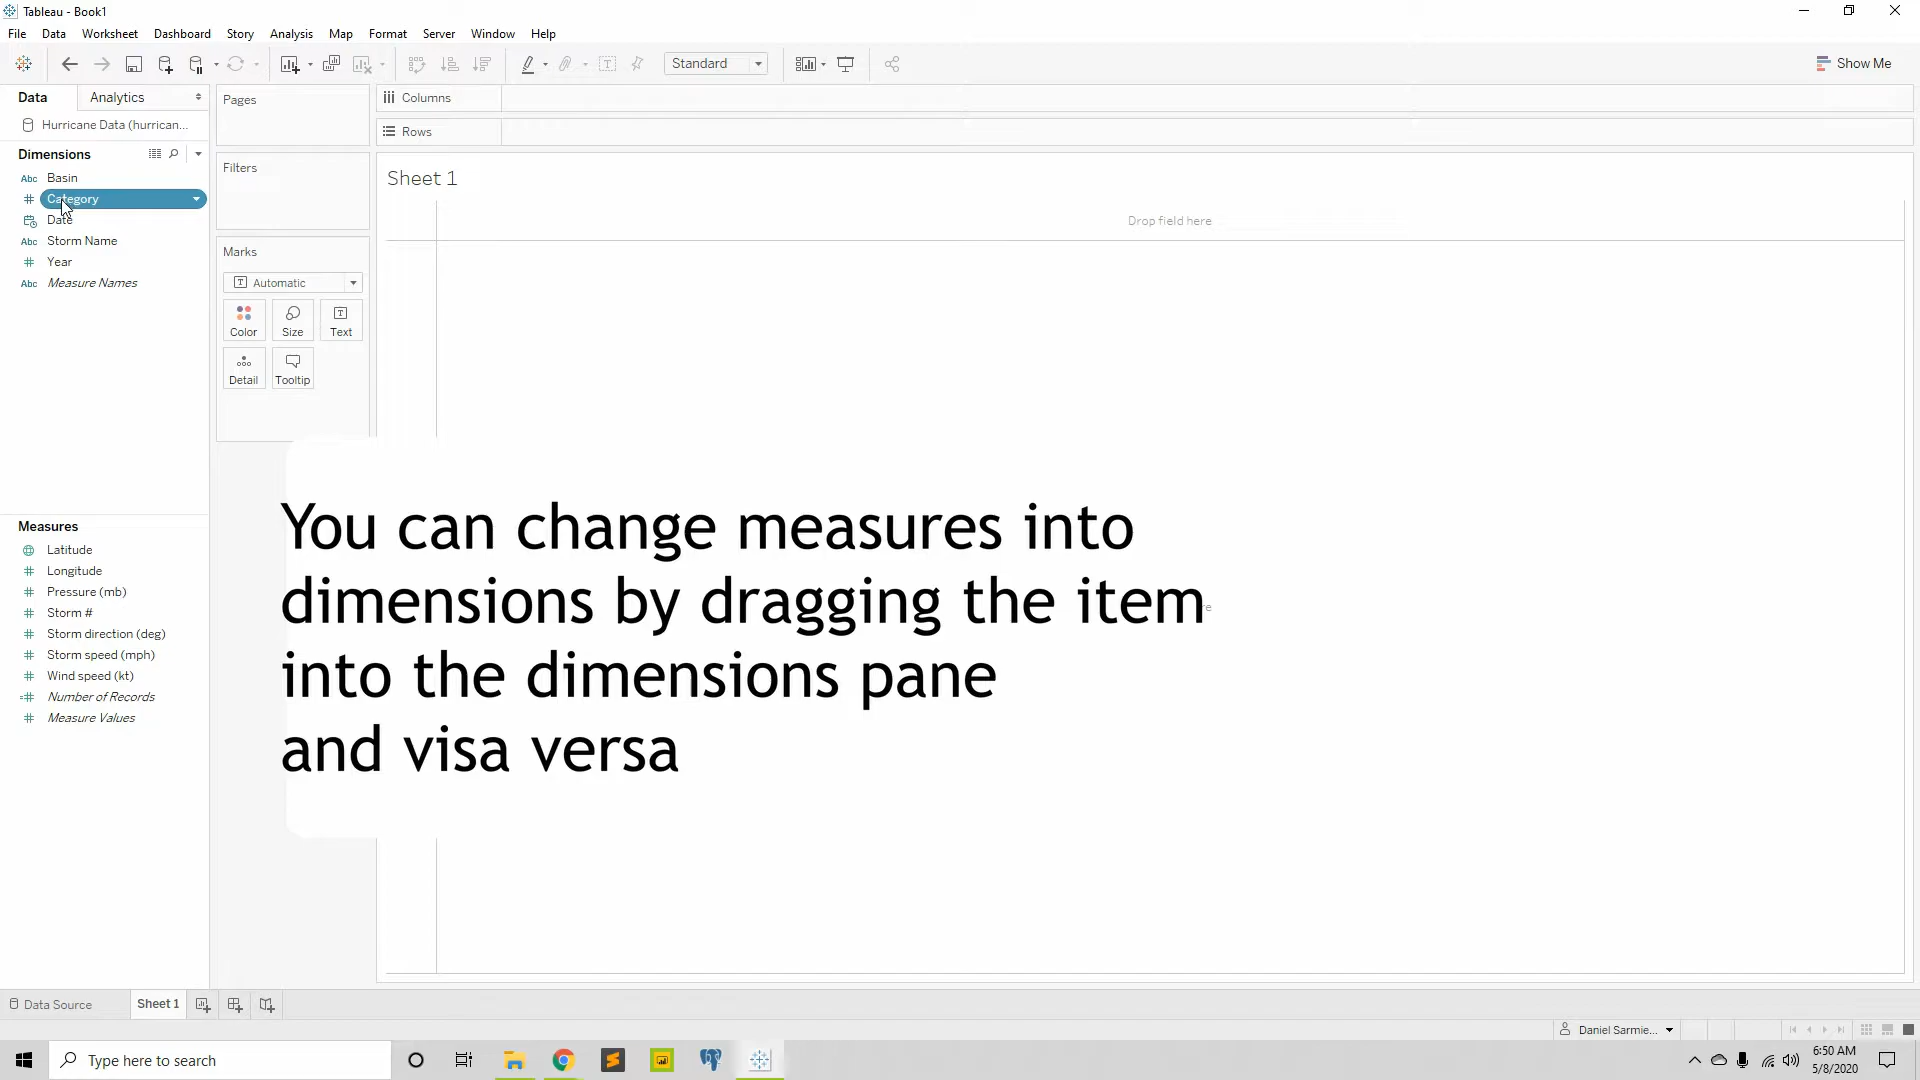 Tableau - Book1
File Data Worksheet Dashboard Story Analysis Map Format Server Window Help
Standard
Show Me
Data Analytics
Pages
Columns
Hurricane Data (hurrican...
Rows
Dimensions
Filters
Abc Basin
Sheet 1
Category
Date
Drop field here
Abc Storm Name
Marks
Year
Abc Measure Names
Automatic
Color Size Text
Detail Tooltip
You can change measures into
dimensions by dragging the item
into the dimensions pane
and visa versa
Measures
Latitude
Longitude
Pressure (mb)
Storm #
Storm direction (deg)
Storm speed (mph)
Wind speed (kt)
Number of Records
Measure Values
Data Source Sheet 1
Daniel Sarmie...
Type here to search
6:50 AM
5/8/2020